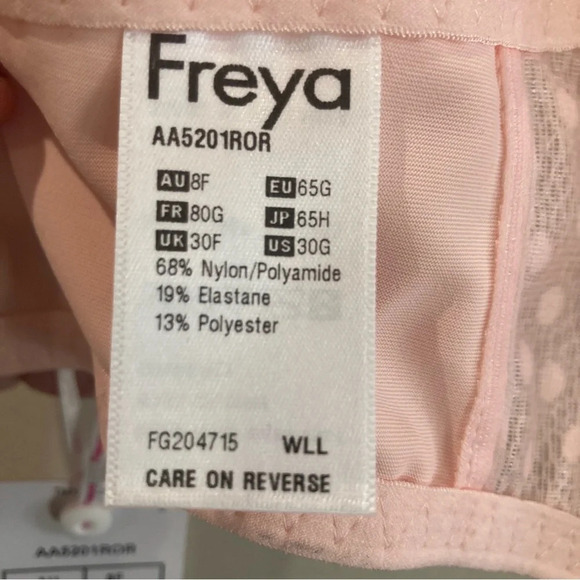 Freya
AA5201ROR
AU 8F EU 65G
FR 80G JP 65H
UK 30F US 30G
68% Nylon/Polyamide
19% Elastane
13% Polyester
FG204715 WLL
CARE ON REVERSE
AA5201ROR